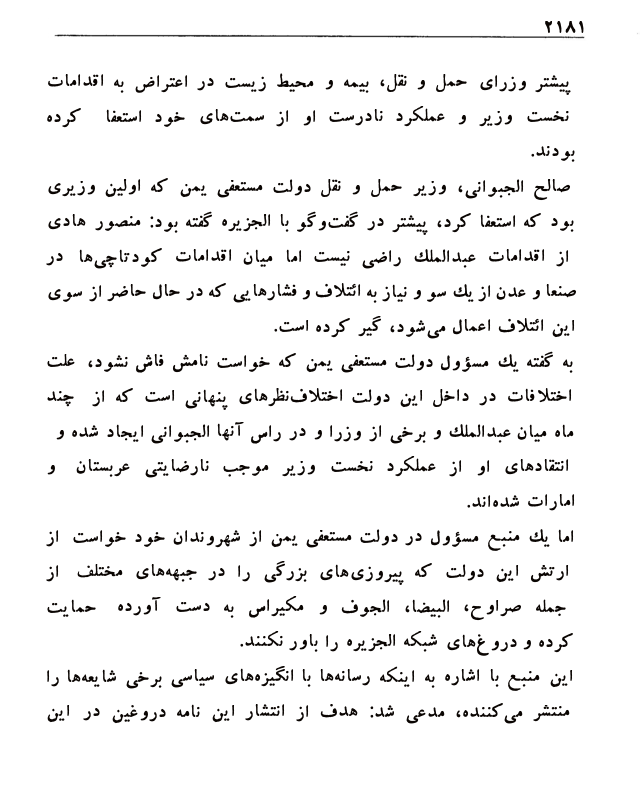 ۲۱۸۱
پیشتر وزرای حمل و نقل، بیمه و محیط زیست در اعتراض به اقدامات
نخست وزیر و عملکرد نادرست او از سمت‌های خود استعفا کرده
بودند.
صالح الجبوانی، وزیر حمل و نقل دولت مستعفی یمن که اولین وزیری
بود که استعفا کرد، پیشتر در گفت‌وگو با الجزیره گفته بود: منصور هادی
از اقدامات عبدالملك راضی نیست اما میان اقدامات کودتاچی‌ها در
صنعا و عدن از یك سو و نیاز به ائتلاف و فشارهایی که در حال حاضر از سوی
این ائتلاف اعمال می‌شود، گیر کرده است.
به گفته یك مسؤول دولت مستعفی یمن که خواست نامش فاش نشود، علت
اختلافات در داخل این دولت اختلاف‌نظرهای پنهانی است که از چند
ماه میان عبدالملك و برخی از وزرا و در راس آنها الجبوانی ایجاد شده و
انتقادهای او از عملکرد نخست وزیر موجب نارضایتی عربستان و
امارات شده‌اند.
اما یك منبع مسؤول در دولت مستعفی یمن از شهروندان خود خواست از
ارتش این دولت که پیروزی‌های بزرگی را در جبهه‌های مختلف از
جمله صراوح، البیضا، الجوف و مکیراس به دست آورده حمایت
کرده و دروغ‌های شبکه الجزیره را باور نکنند.
این منبع با اشاره به اینکه رسانه‌ها با انگیزه‌های سیاسی برخی شایعه‌ها را
منتشر می‌کننده، مدعی شد: هدف از انتشار این نامه دروغین در این